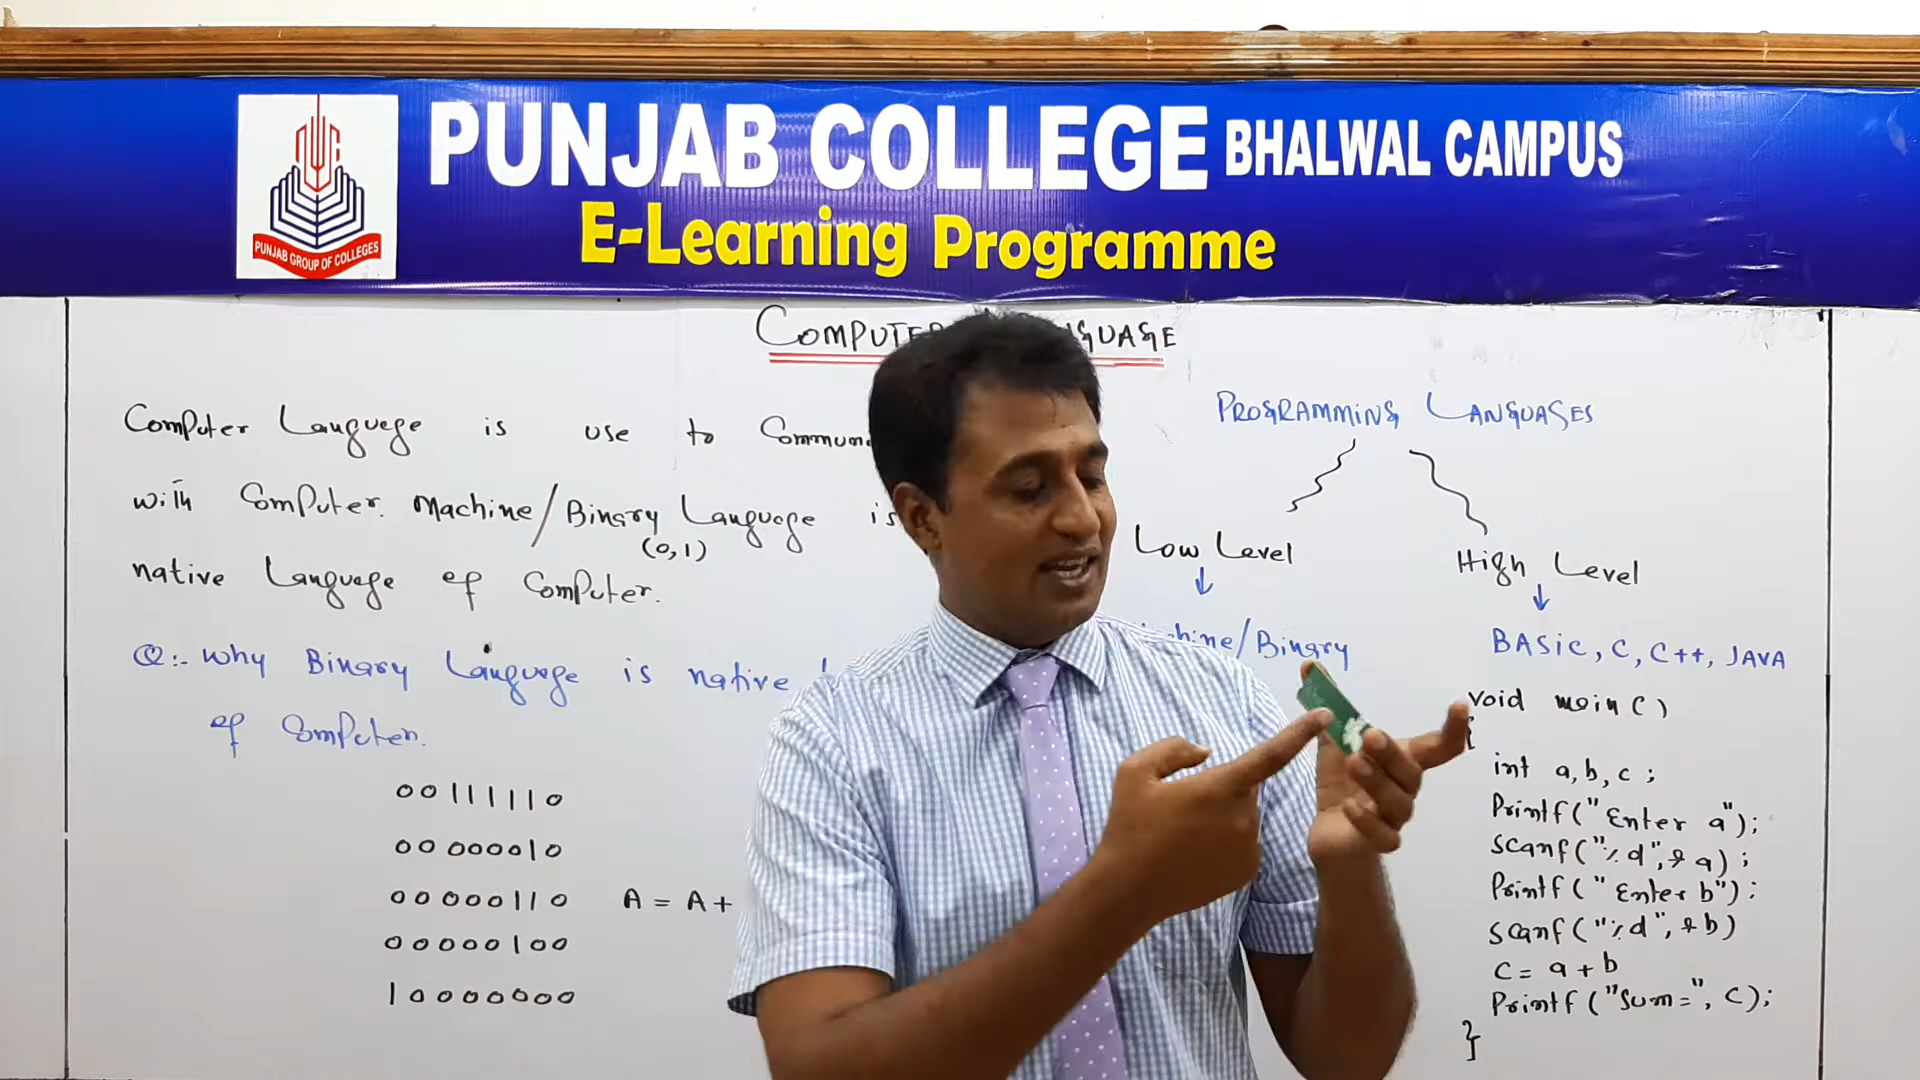 PUNJAB COLLEGE BHALWAL CAMPUS
E-Learning Programme
PUNJAB GROUP OF COLLEGES
Computer Language is use to
with Computer. Machine/Binary Language is
(0,1)
native Language of Computer.
Q:- Why Binary Language is native
of Computer.
00111110
00000010
00000110 A = A +
00000100
10000000
PROGRAMMING LANGUAGES
Low Level
High Level
Binary
BASIC, C, C++, JAVA
void main()
{
int a,b,c;
Printf("Enter a");
scanf("%d",&a);
Printf("Enter b");
scanf("%d",&b)
c = a + b
Printf("Sum=", c);
}